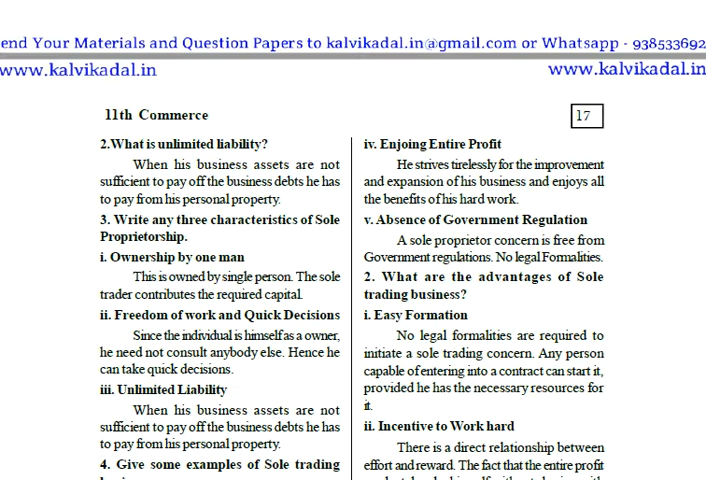 end Your Materials and Question Papers to kalvikadal.in@gmail.com or Whatsapp - 938533692
www.kalvikadal.in
www.kalvikadal.in
11th Commerce
17
2.What is unlimited liability?
When his business assets are not
sufficient to pay off the business debts he has
to pay from his personal property.
3. Write any three characteristics of Sole
Proprietorship.
i. Ownership by one man
This is owned by single person. The sole
trader contributes the required capital.
ii. Freedom of work and Quick Decisions
Since the individual is himself as a owner,
he need not consult anybody else. Hence he
can take quick decisions.
iii. Unlimited Liability
When his business assets are not
sufficient to pay off the business debts he has
to pay from his personal property.
4. Give some examples of Sole trading
iv. Enjoing Entire Profit
He strives tirelessly for the improvement
and expansion of his business and enjoys all
the benefits of his hard work.
v. Absence of Government Regulation
A sole proprietor concern is free from
Government regulations. No legal Formalities.
2. What are the advantages of Sole
trading business?
i. Easy Formation
No legal formalities are required to
initiate a sole trading concern. Any person
capable of entering into a contract can start it,
provided he has the necessary resources for
it.
ii. Incentive to Work hard
There is a direct relationship between
effort and reward. The fact that the entire profit